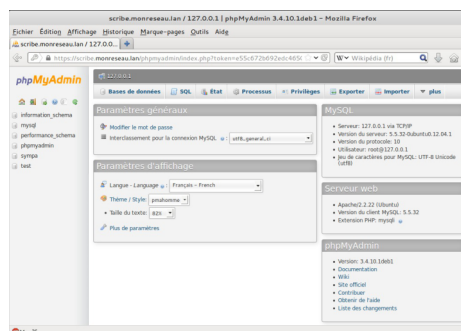 scribe.monreseau.lan / 127.0.0.1 | phpMyAdmin 3.4.10.1deb1 - Mozilla Firefox
Fichier Édition Affichage Historique Marque-pages Outils Aide
scribe.monreseau.lan / 127.0.0...
https://scribe.monreseau.lan/phpmyadmin/index.php?token=e55c672b692edc465
Wikipédia (fr)
phpMyAdmin
127.0.0.1
Bases de données SQL État Processus Privilèges Exporter Importer plus
information_schema
mysql
performance_schema
phpmyadmin
sympa
test
Paramètres généraux
Modifier le mot de passe
Interclassement pour la connexion MySQL : utf8_general_ci
Paramètres d'affichage
Langue - Language : Français - French
Thème / Style: pmahomme
Taille du texte: 82%
Plus de paramètres
MySQL
Serveur: 127.0.0.1 via TCP/IP
Version du serveur: 5.5.32-0ubuntu0.12.04.1
Version du protocole: 10
Utilisateur: root@127.0.0.1
Jeu de caractères pour MySQL: UTF-8 Unicode
(utf8)
Serveur web
Apache/2.2.22 (Ubuntu)
Version du client MySQL: 5.5.32
Extension PHP: mysqli
phpMyAdmin
Version: 3.4.10.1deb1
Documentation
Wiki
Site officiel
Contribuer
Obtenir de l'aide
Liste des changements